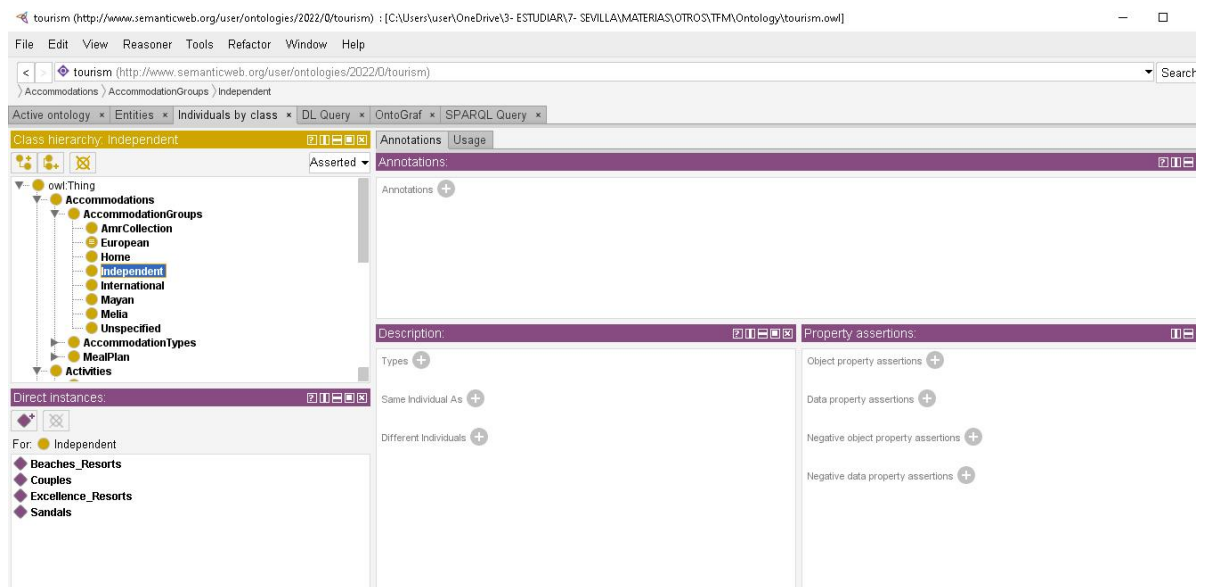 tourism (http://www.semanticweb.org/user/ontologies/2022/0/tourism) : [C:\Users\user\OneDrive\3- ESTUDIAR\7- SEVILLA\MATERIAS\OTROS\TFM\Ontology\tourism.owl]
File Edit View Reasoner Tools Refactor Window Help
< > tourism (http://www.semanticweb.org/user/ontologies/2022/0/tourism) Search
Accommodations AccommodationGroups Independent
Active ontology × Entities × Individuals by class × DL Query × OntoGraf × SPARQL Query ×
Class hierarchy: Independent
Asserted
owl:Thing
Accommodations
AccommodationGroups
AmrCollection
European
Home
Independent
International
Mayan
Melia
Unspecified
AccommodationTypes
MealPlan
Activities
Direct instances:
For: Independent
Beaches_Resorts
Couples
Excellence_Resorts
Sandals
Annotations Usage
Annotations:
Annotations
Description:
Types
Same Individual As
Different Individuals
Property assertions:
Object property assertions
Data property assertions
Negative object property assertions
Negative data property assertions